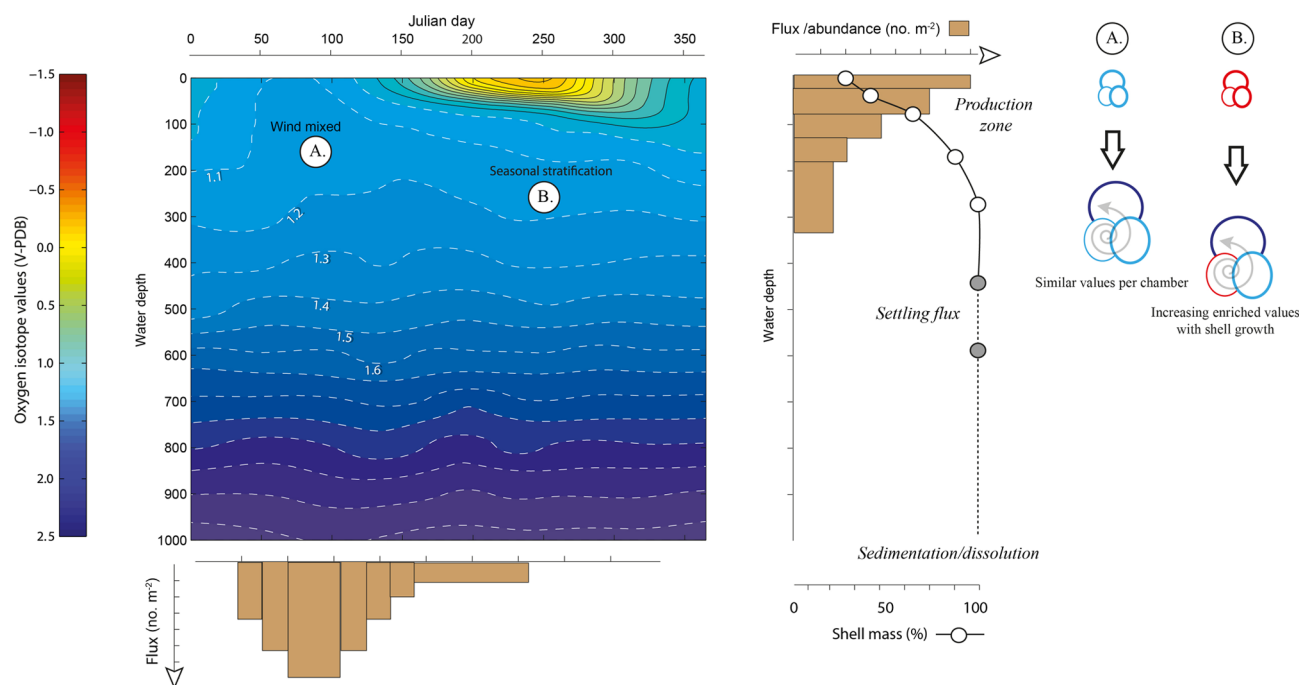 Julian day
0 50 100 150 200 250 300 350
Oxygen isotope values (V-PDB)
−1.5
−1.0
−0.5
0.0
0.5
1.0
1.5
2.0
2.5
Water depth
0
100
200
300
400
500
600
700
800
900
1000
Wind mixed
A.
Seasonal stratification
B.
1.1
1.2
1.3
1.4
1.5
1.6
Flux (no. m-2)
Flux /abundance (no. m-2)
Water depth
Production
zone
Settling flux
Sedimentation/dissolution
0 50 100
Shell mass (%)
A.
Similar values per chamber
B.
Increasing enriched values
with shell growth